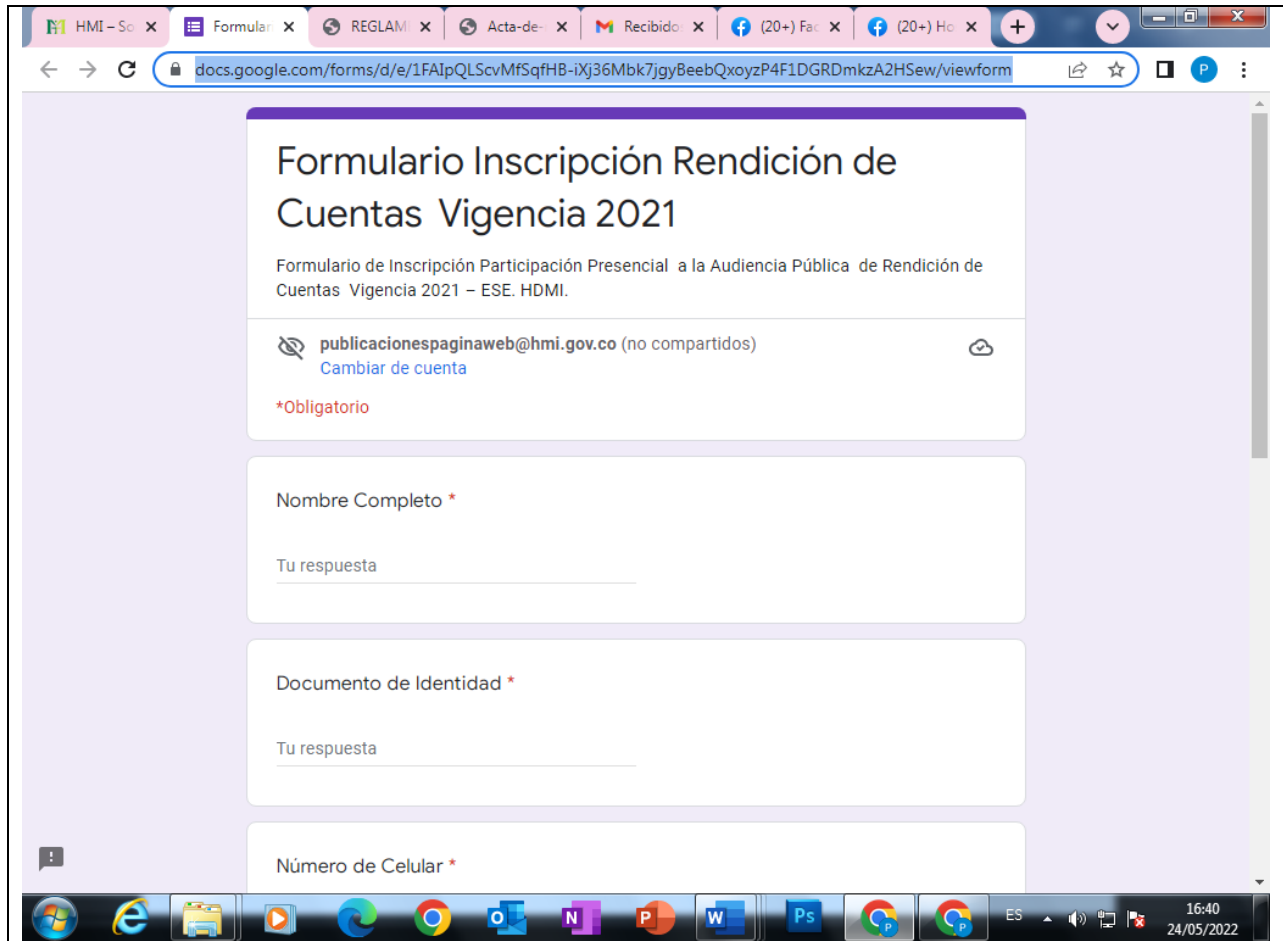 HMI – So
Formular
REGLAMI
Acta-de-
Recibidos
(20+) Fac
(20+) Ho
docs.google.com/forms/d/e/1FAIpQLScvMfSqfHB-iXj36Mbk7jgyBeebQxoyzP4F1DGRDmkzA2HSew/viewform
P
Formulario Inscripción Rendición de
Cuentas Vigencia 2021
Formulario de Inscripción Participación Presencial a la Audiencia Pública de Rendición de
Cuentas Vigencia 2021 – ESE. HDMI.
publicacionespaginaweb@hmi.gov.co (no compartidos)
Cambiar de cuenta
*Obligatorio
Nombre Completo *
Tu respuesta
Documento de Identidad *
Tu respuesta
Número de Celular *
ES
16:40
24/05/2022